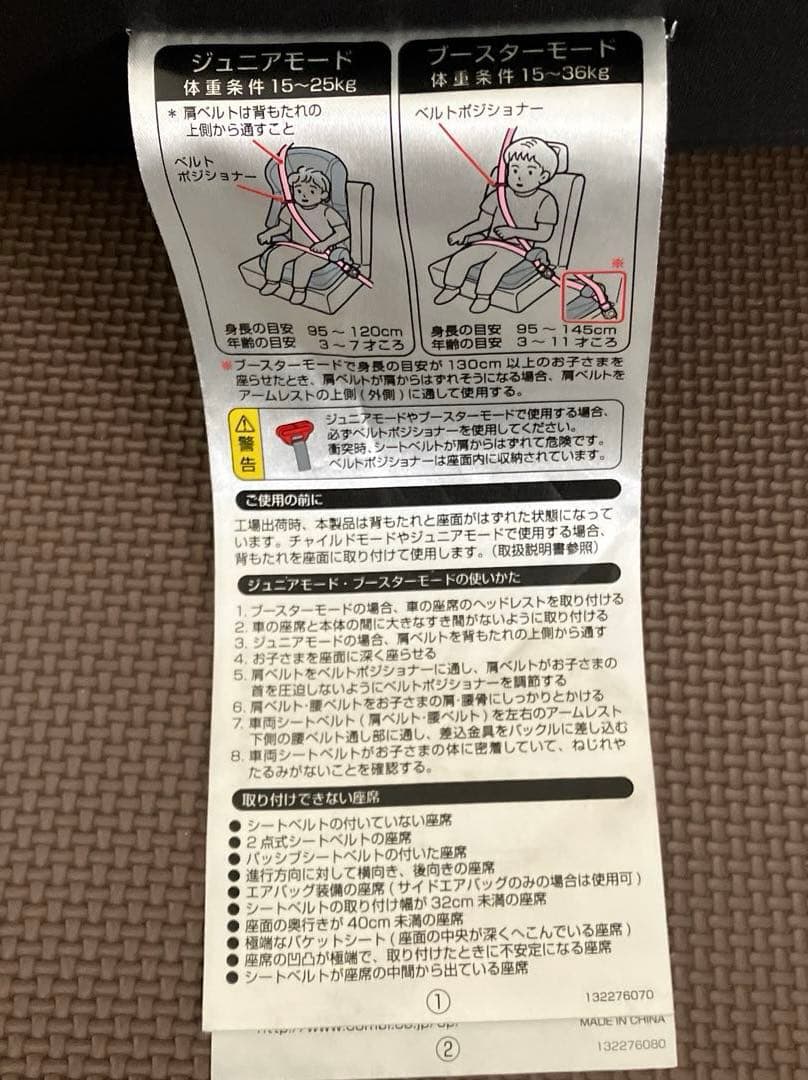 ジュニアモード
体重条件 15～25kg
* 肩ベルトは背もたれの
上側から通すこと
ベルト
ポジショナー
身長の目安 95～120cm
年齢の目安 3～7才ころ
ブースターモード
体重条件 15～36kg
ベルトポジショナー
※
身長の目安 95～145cm
年齢の目安 3～11才ころ
※ブースターモードで身長の目安が130cm以上のお子さまを
座らせたとき、肩ベルトが肩からはずれそうになる場合、肩ベルトを
アームレストの上側(外側)に通して使用する。
警告
ジュニアモードやブースターモードで使用する場合、
必ずベルトポジショナーを使用してください。
衝突時、シートベルトが肩からはずれて危険です。
ベルトポジショナーは座面内に収納されています。
ご使用の前に
工場出荷時、本製品は背もたれと座面がはずれた状態になって
います。チャイルドモードやジュニアモードで使用する場合、
背もたれを座面に取り付けて使用します。(取扱説明書参照)
ジュニアモード・ブースターモードの使いかた
1. ブースターモードの場合、車の座席のヘッドレストを取り付ける
2. 車の座席と本体の間に大きなすき間がないように取り付ける
3. ジュニアモードの場合、肩ベルトを背もたれの上側から通す
4. お子さまを座面に深く座らせる
5. 肩ベルトをベルトポジショナーに通し、肩ベルトがお子さまの
首を圧迫しないようにベルトポジショナーを調節する
6. 肩ベルト・腰ベルトをお子さまの肩・腰骨にしっかりとかける
7. 車両シートベルト(肩ベルト・腰ベルト)を左右のアームレスト
下側の腰ベルト通し部に通し、差込金具をバックルに差し込む
8. 車両シートベルトがお子さまの体に密着していて、ねじれや
たるみがないことを確認する。
取り付けできない座席
● シートベルトの付いていない座席
● 2点式シートベルトの座席
● パッシブシートベルトの付いた座席
● 進行方向に対して横向き、後向きの座席
● エアバッグ装備の座席(サイドエアバッグのみの場合は使用可)
● シートベルトの取り付け幅が32cm未満の座席
● 座面の奥行きが40cm未満の座席
● 極端なバケットシート(座面の中央が深くへこんでいる座席)
● 座席の凹凸が極端で、取り付けたときに不安定になる座席
● シートベルトが座席の中間から出ている座席
① 132276070
MADE IN CHINA
② 132276080